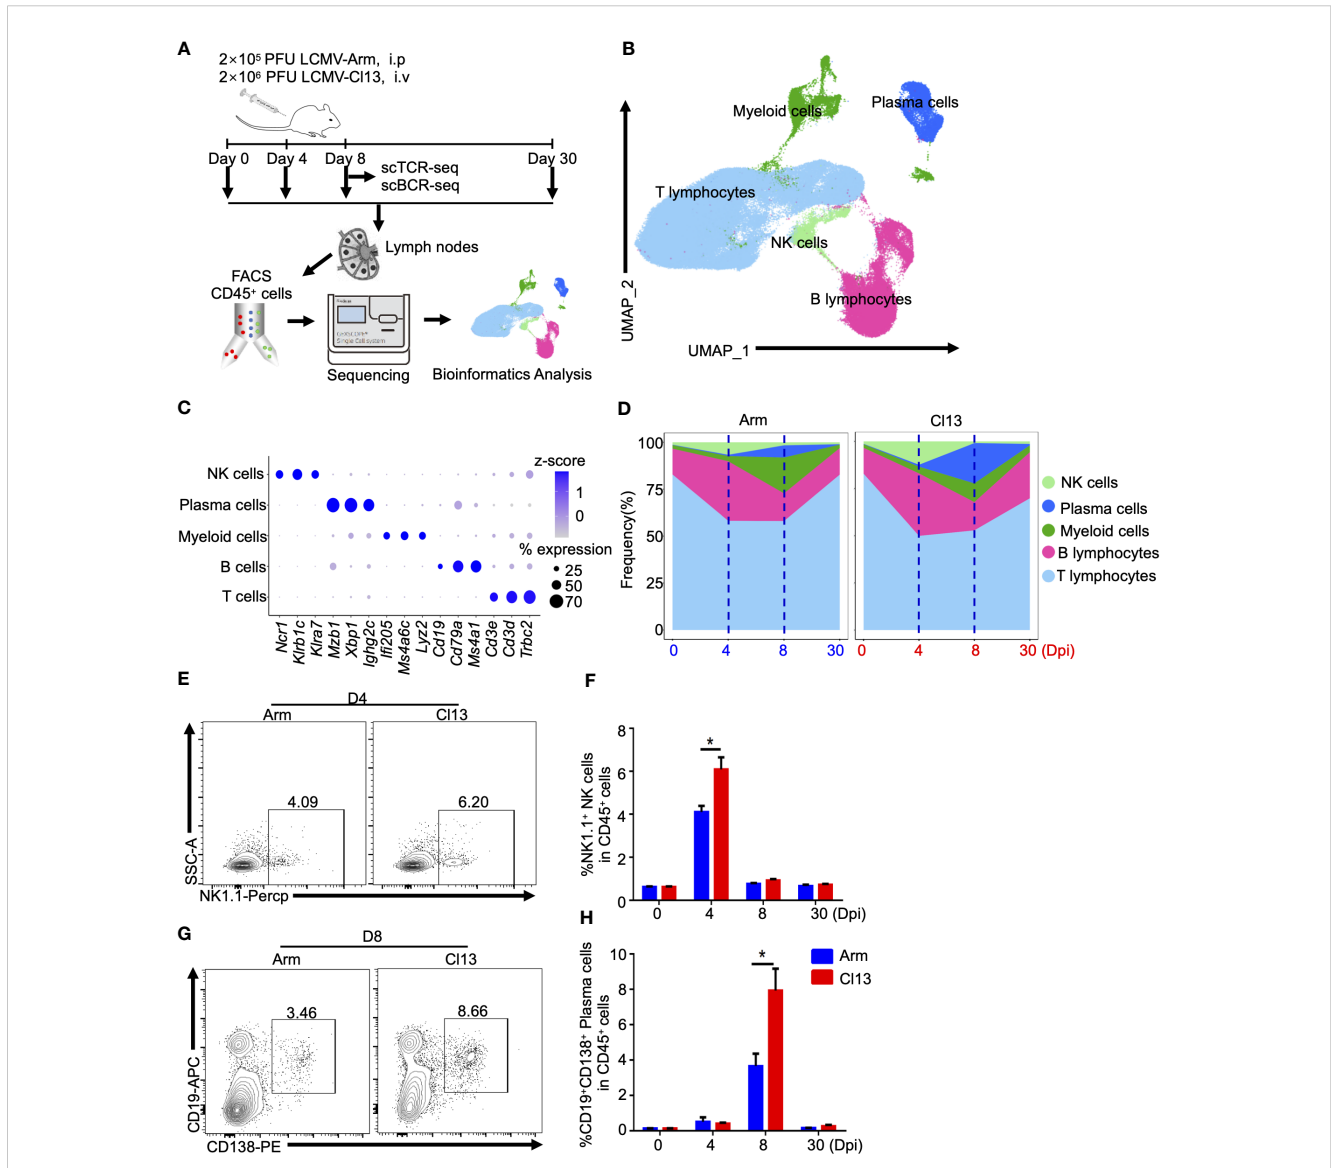 A
2×10⁵ PFU LCMV-Arm, i.p
2×10⁶ PFU LCMV-Cl13, i.v
Day 0 Day 4 Day 8 Day 30
scTCR-seq
scBCR-seq
Lymph nodes
FACS
CD45⁺ cells
Single Cell system
Sequencing
Bioinformatics Analysis
B
Myeloid cells
Plasma cells
T lymphocytes
NK cells
B lymphocytes
UMAP_2
UMAP_1
C
NK cells
Plasma cells
Myeloid cells
B cells
T cells
Ncr1 Klrb1c Klra7 Mzb1 Xbp1 Ighg2c Ifi205 Ms4a6c Lyz2 Cd19 Cd79a Ms4a1 Cd3e Cd3d Trbc2
z-score
1
0
% expression
25
50
70
D
Arm Cl13
Frequency(%)
100
75
50
25
0
0 4 8 30 0 4 8 30 (Dpi)
NK cells
Plasma cells
Myeloid cells
B lymphocytes
T lymphocytes
E
D4
Arm Cl13
4.09 6.20
SSC-A
NK1.1-Percp
F
%NK1.1⁺ NK cells
in CD45⁺ cells
8
6
4
2
0
*
0 4 8 30 (Dpi)
G
D8
Arm Cl13
3.46 8.66
CD19-APC
CD138-PE
H
%CD19⁺CD138⁺ Plasma cells
in CD45⁺ cells
10
8
6
4
2
0
*
0 4 8 30 (Dpi)
Arm
Cl13